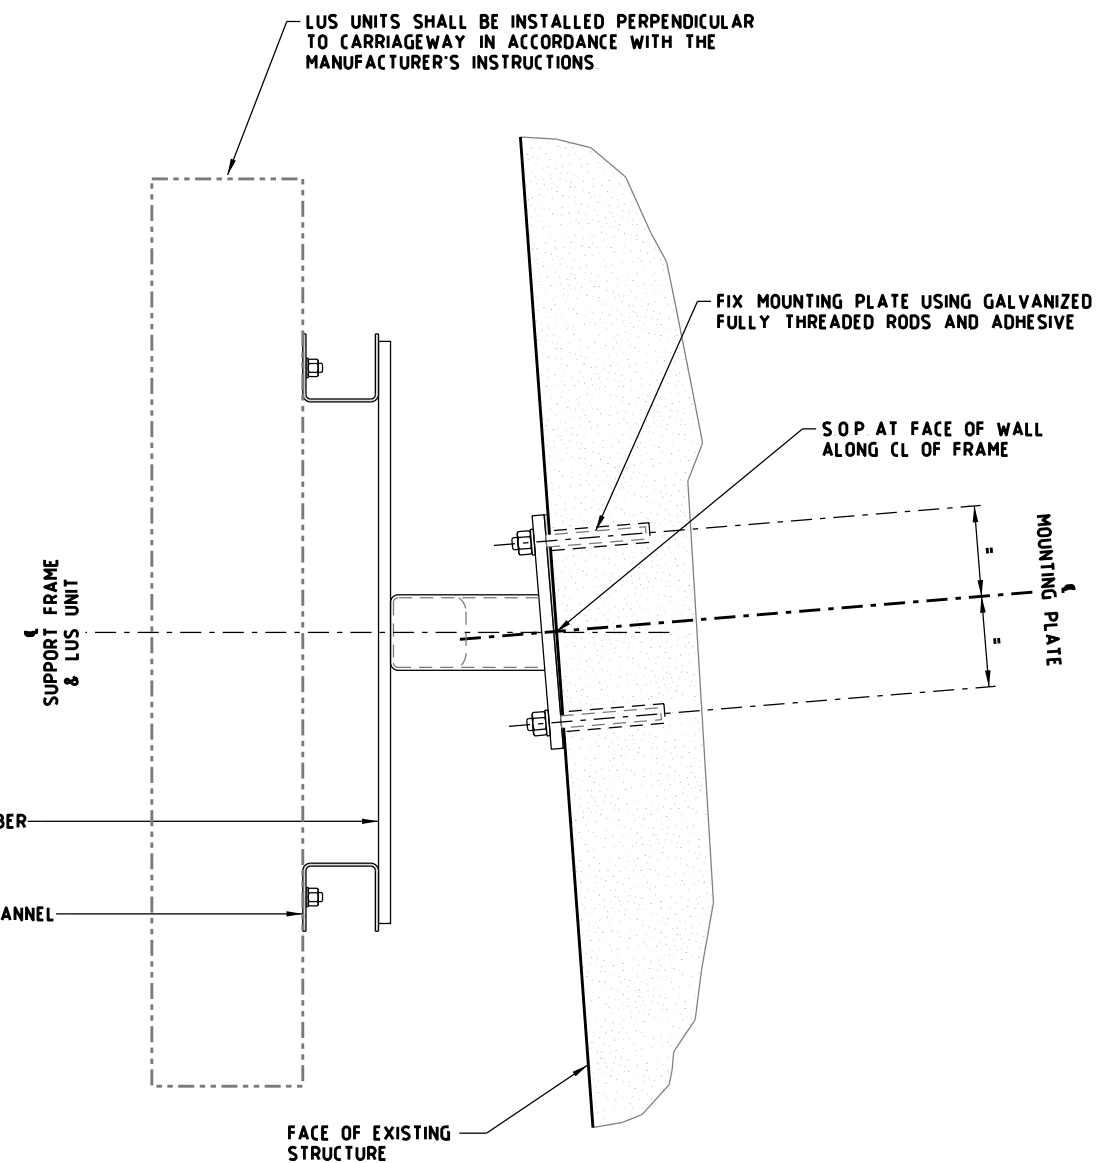 LUS UNITS SHALL BE INSTALLED PERPENDICULAR
TO CARRIAGEWAY IN ACCORDANCE WITH THE
MANUFACTURER'S INSTRUCTIONS.
FIX MOUNTING PLATE USING GALVANIZED
FULLY THREADED RODS AND ADHESIVE
S O P AT FACE OF WALL
ALONG CL OF FRAME
℄
MOUNTING PLATE
"
"
℄
SUPPORT FRAME
& LUS UNIT
BER
ANNEL
FACE OF EXISTING
STRUCTURE